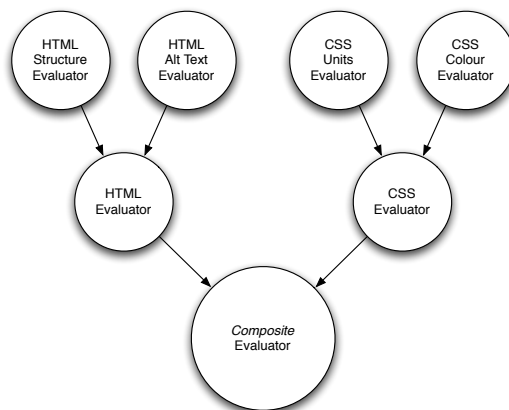 HTML
Structure
Evaluator
HTML
Alt Text
Evaluator
CSS
Units
Evaluator
CSS
Colour
Evaluator
HTML
Evaluator
CSS
Evaluator
Composite
Evaluator